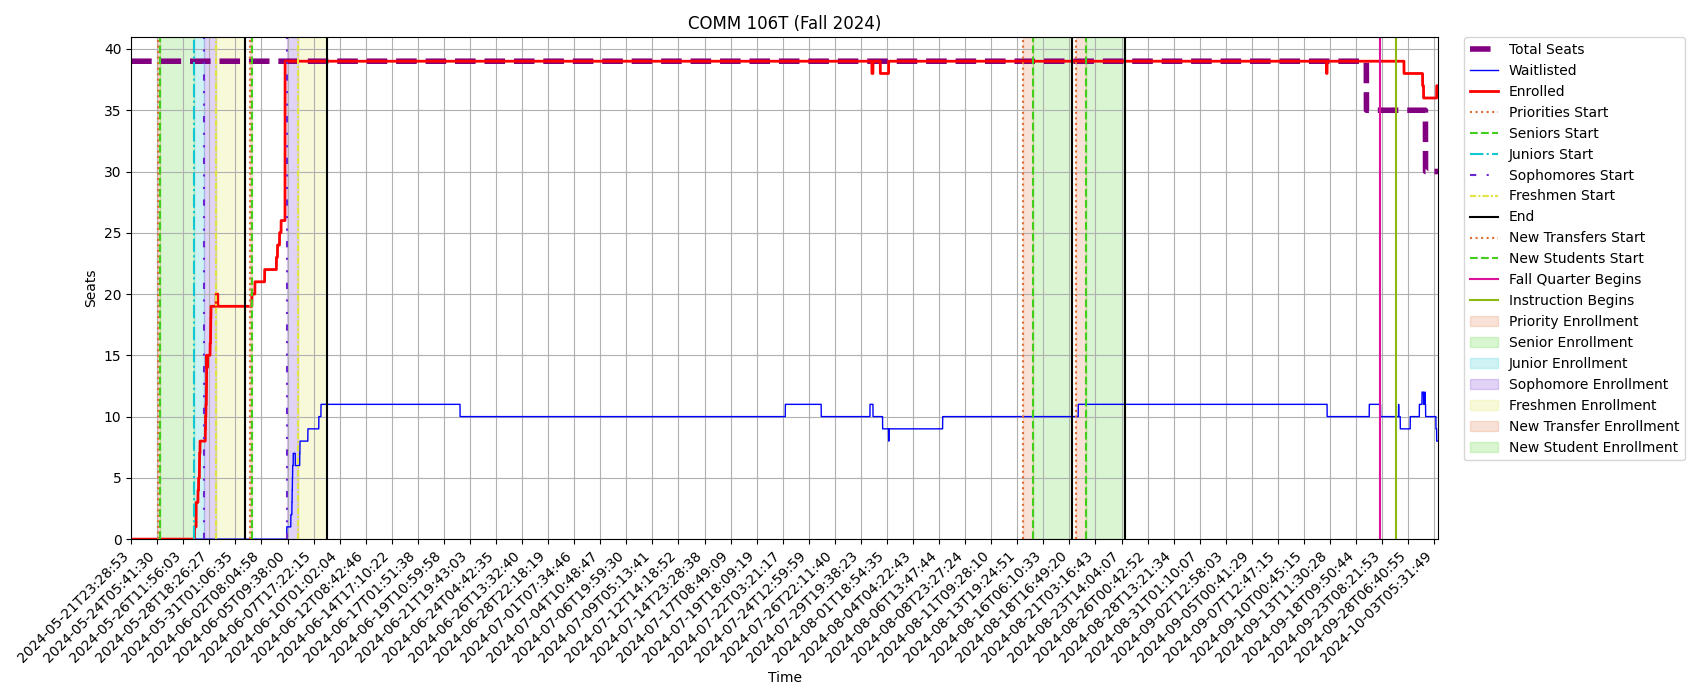 COMM 106T (Fall 2024)
Seats
40
35
30
25
20
15
10
5
0
2024-05-21T23:28:53
2024-05-24T05:41:30
2024-05-26T11:56:03
2024-05-28T18:26:27
2024-05-31T01:06:35
2024-06-02T08:04:58
2024-06-05T09:38:00
2024-06-07T17:22:15
2024-06-10T01:02:04
2024-06-12T08:42:46
2024-06-14T17:10:22
2024-06-17T01:51:38
2024-06-19T10:59:58
2024-06-21T19:43:03
2024-06-24T04:42:35
2024-06-26T13:32:40
2024-06-28T22:18:19
2024-07-01T07:34:46
2024-07-04T10:48:47
2024-07-06T19:59:30
2024-07-09T05:13:41
2024-07-12T14:18:52
2024-07-14T23:28:38
2024-07-17T08:49:09
2024-07-19T18:09:19
2024-07-22T03:21:17
2024-07-24T12:59:59
2024-07-26T22:11:40
2024-07-29T19:38:23
2024-08-01T18:54:35
2024-08-04T04:22:43
2024-08-06T13:47:44
2024-08-08T23:27:24
2024-08-11T09:28:10
2024-08-13T19:24:51
2024-08-16T06:10:33
2024-08-18T16:49:20
2024-08-21T03:16:43
2024-08-23T14:04:07
2024-08-26T00:42:52
2024-08-28T13:21:34
2024-08-31T01:10:07
2024-09-02T12:58:03
2024-09-05T00:41:29
2024-09-07T12:47:15
2024-09-10T00:45:15
2024-09-13T11:30:28
2024-09-18T09:50:44
2024-09-23T08:21:53
2024-09-28T06:40:55
2024-10-03T05:31:49
Time
Total Seats
Waitlisted
Enrolled
Priorities Start
Seniors Start
Juniors Start
Sophomores Start
Freshmen Start
End
New Transfers Start
New Students Start
Fall Quarter Begins
Instruction Begins
Priority Enrollment
Senior Enrollment
Junior Enrollment
Sophomore Enrollment
Freshmen Enrollment
New Transfer Enrollment
New Student Enrollment